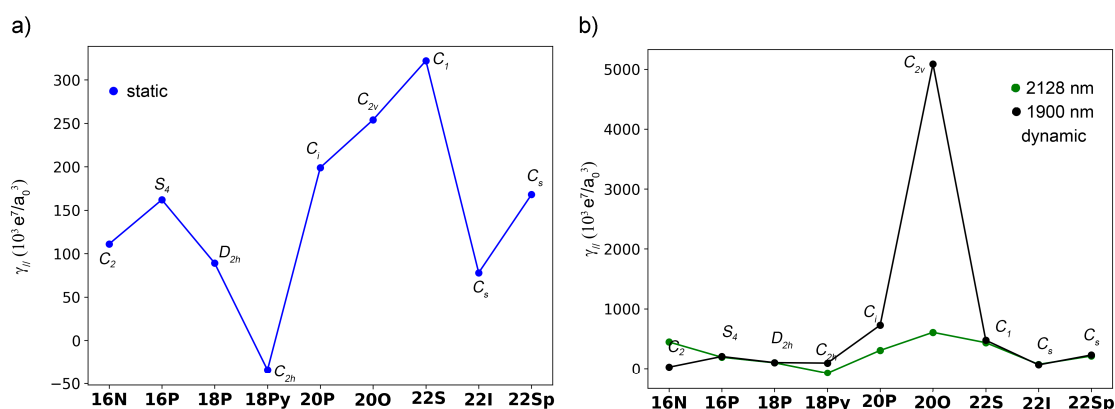 a)
static
γ// (10³ e⁷/a₀³)
300
250
200
150
100
50
0
−50
C₂
S₄
D₂ₕ
C₂ₕ
Cᵢ
C₂ᵥ
C₁
Cₛ
Cₛ
16N 16P 18P 18Py 20P 20O 22S 22I 22Sp
b)
2128 nm
1900 nm
dynamic
γ// (10³ e⁷/a₀³)
5000
4000
3000
2000
1000
0
C₂
S₄
D₂ₕ
C₂ₕ
Cᵢ
C₂ᵥ
C₁
Cₛ
Cₛ
16N 16P 18P 18Py 20P 20O 22S 22I 22Sp